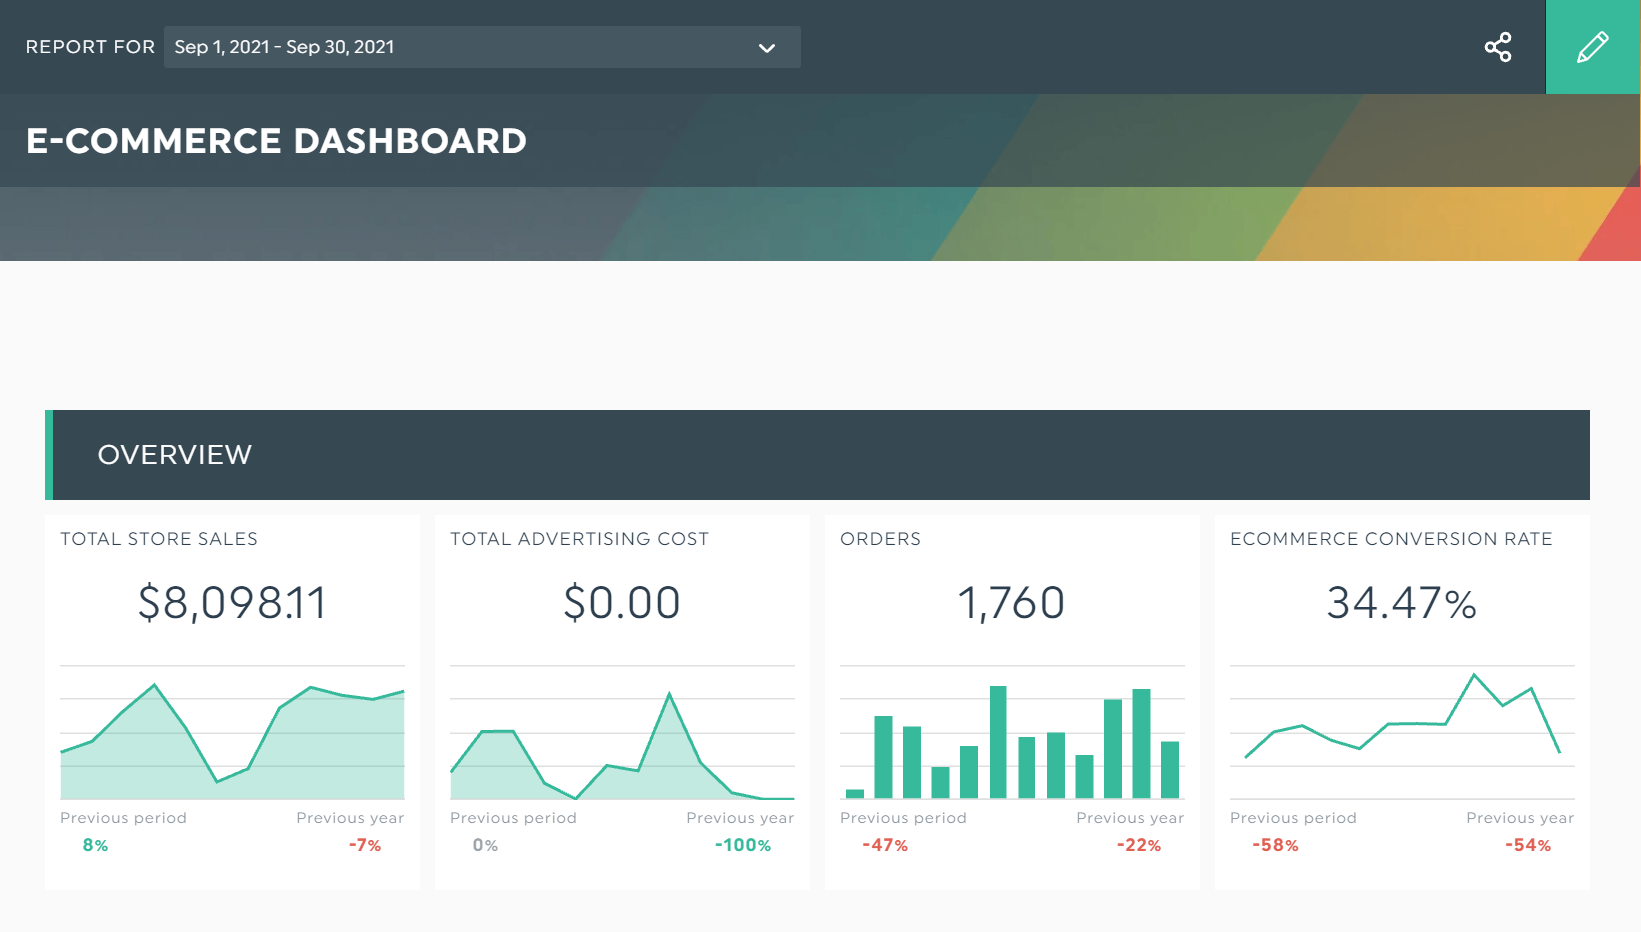 REPORT FOR Sep 1, 2021 - Sep 30, 2021
E-COMMERCE DASHBOARD
OVERVIEW
TOTAL STORE SALES
$8,098.11
Previous period Previous year
8% -7%
TOTAL ADVERTISING COST
$0.00
Previous period Previous year
0% -100%
ORDERS
1,760
Previous period Previous year
-47% -22%
ECOMMERCE CONVERSION RATE
34.47%
Previous period Previous year
-58% -54%